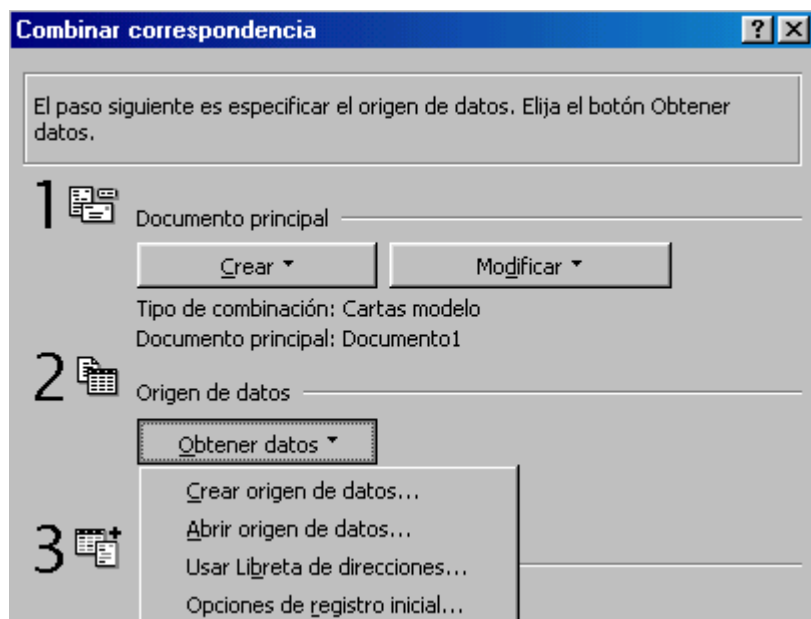 Combinar correspondencia
El paso siguiente es especificar el origen de datos. Elija el botón Obtener
datos.
1
Documento principal
Crear Modificar
Tipo de combinación: Cartas modelo
Documento principal: Documento1
2
Origen de datos
Obtener datos
Crear origen de datos...
Abrir origen de datos...
3
Usar Libreta de direcciones...
Opciones de registro inicial...